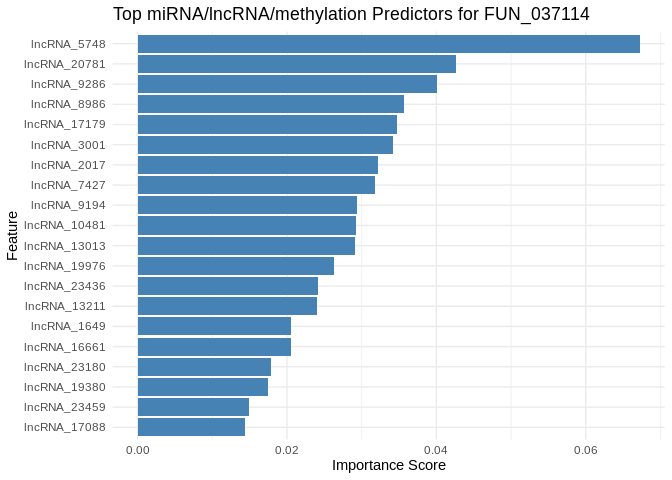 Top miRNA/lncRNA/methylation Predictors for FUN_037114
Feature
lncRNA_5748
lncRNA_20781
lncRNA_9286
lncRNA_8986
lncRNA_17179
lncRNA_3001
lncRNA_2017
lncRNA_7427
lncRNA_9194
lncRNA_10481
lncRNA_13013
lncRNA_19976
lncRNA_23436
lncRNA_13211
lncRNA_1649
lncRNA_16661
lncRNA_23180
lncRNA_19380
lncRNA_23459
lncRNA_17088
0.00 0.02 0.04 0.06
Importance Score